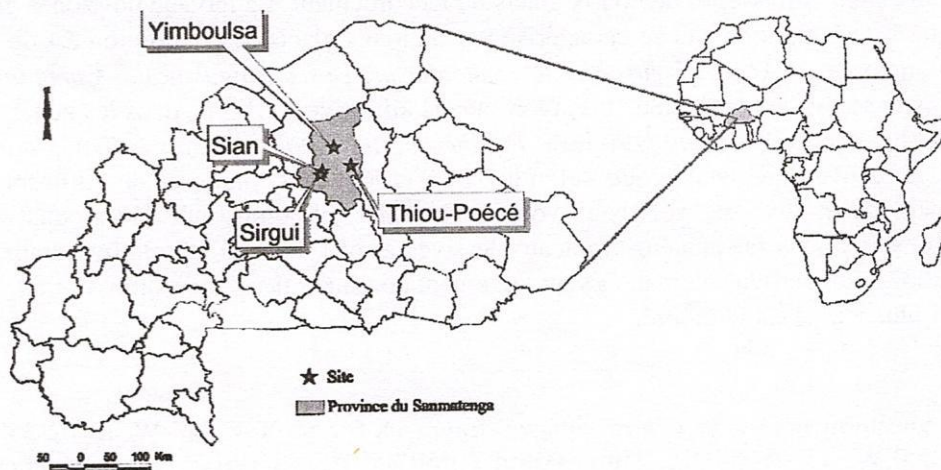 Yimboulsa
Sian
Sirgui
Thiou-Poécé
Site
Province du Sanmatenga
50 0 50 100 Km